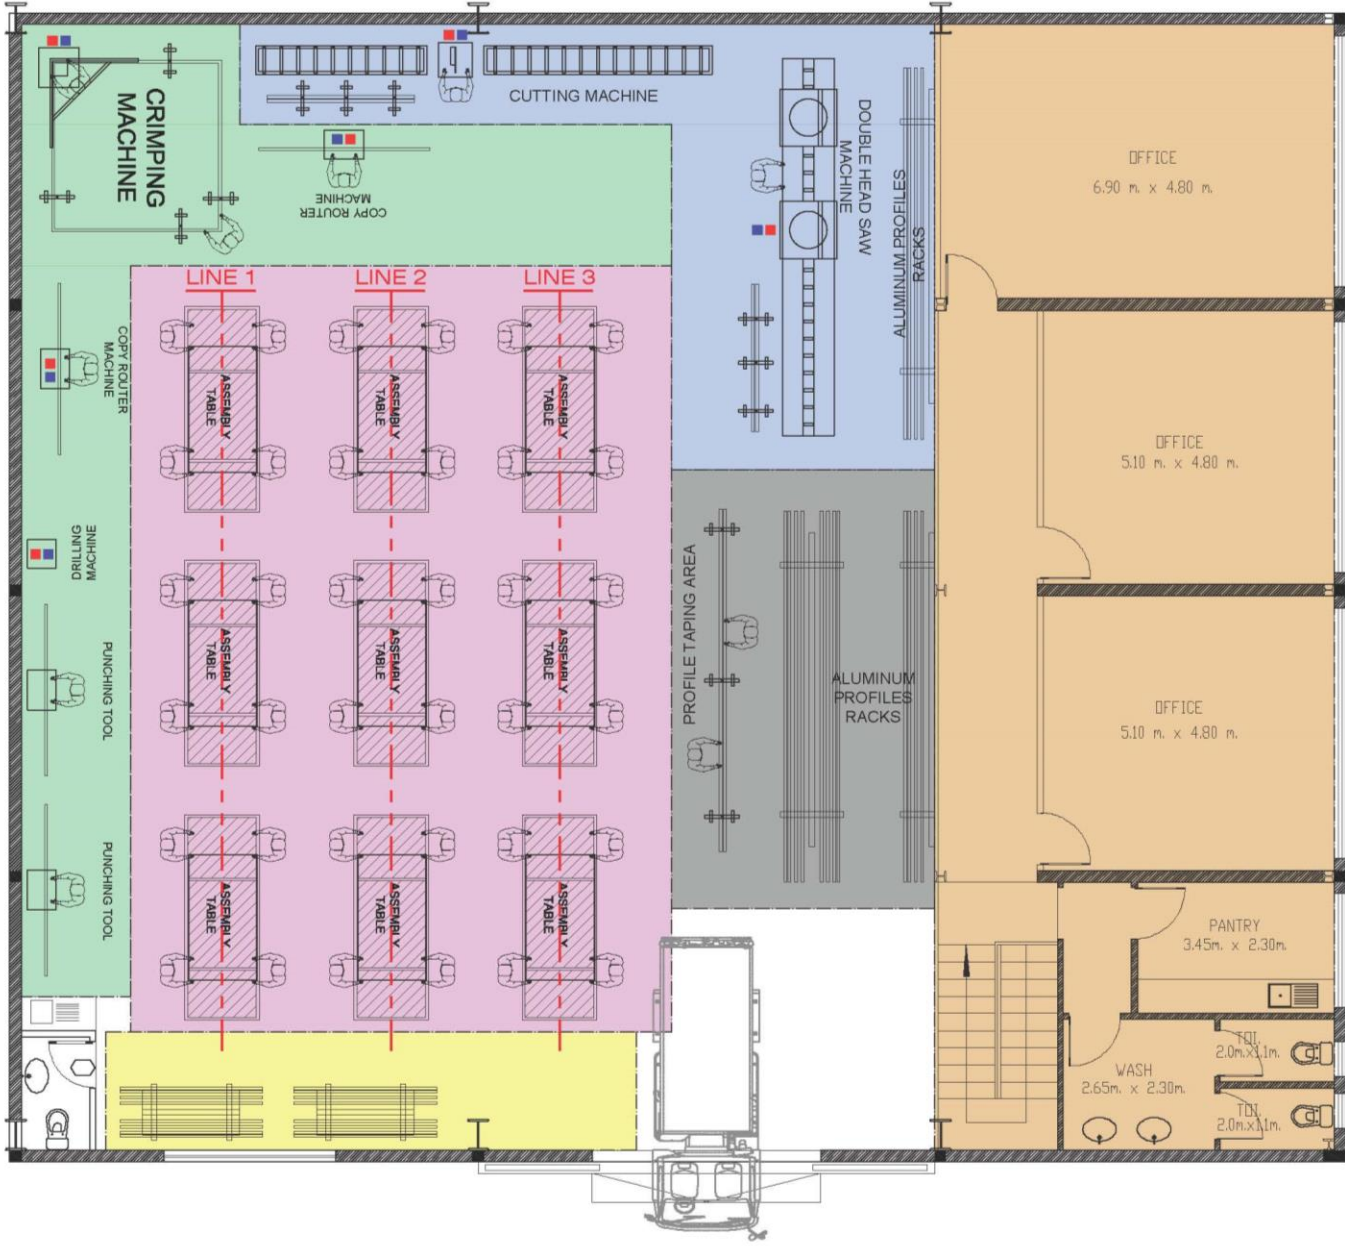 CRIMPING
MACHINE
CUTTING MACHINE
COPY ROUTER
MACHINE
DOUBLE HEAD SAW
MACHINE
ALUMINUM PROFILES
RACKS
OFFICE
6.90 m. x 4.80 m.
LINE 1
LINE 2
LINE 3
COPY ROUTER
MACHINE
ASSEMBLY
TABLE
ASSEMBLY
TABLE
ASSEMBLY
TABLE
OFFICE
5.10 m. x 4.80 m.
DRILLING
MACHINE
PUNCHING TOOL
ASSEMBLY
TABLE
ASSEMBLY
TABLE
ASSEMBLY
TABLE
PROFILE TAPING AREA
ALUMINUM
PROFILES
RACKS
OFFICE
5.10 m. x 4.80 m.
PUNCHING TOOL
ASSEMBLY
TABLE
ASSEMBLY
TABLE
ASSEMBLY
TABLE
PANTRY
3.45m. x 2.30m.
WASH
2.65m. x 2.30m.
TOI.
2.0m.x1.1m.
TOI.
2.0m.x1.1m.